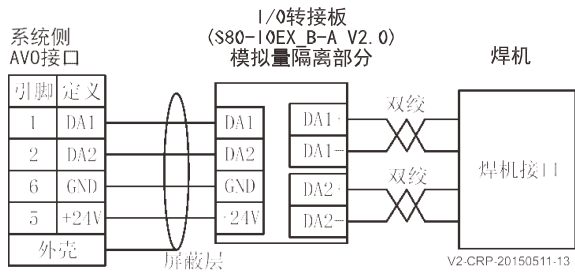 I/O转接板
(S80-IOEX_B-A V2.0)
模拟量隔离部分
系统侧
AVO接口
焊机
引脚 定义
1 DA1
2 DA2
6 GND
5 +24V
外壳
屏蔽层
DA1
DA2
GND
+24V
DA1+
DA1-
DA2+
DA2-
双绞
双绞
焊机接口
V2-CRP-20150511-13